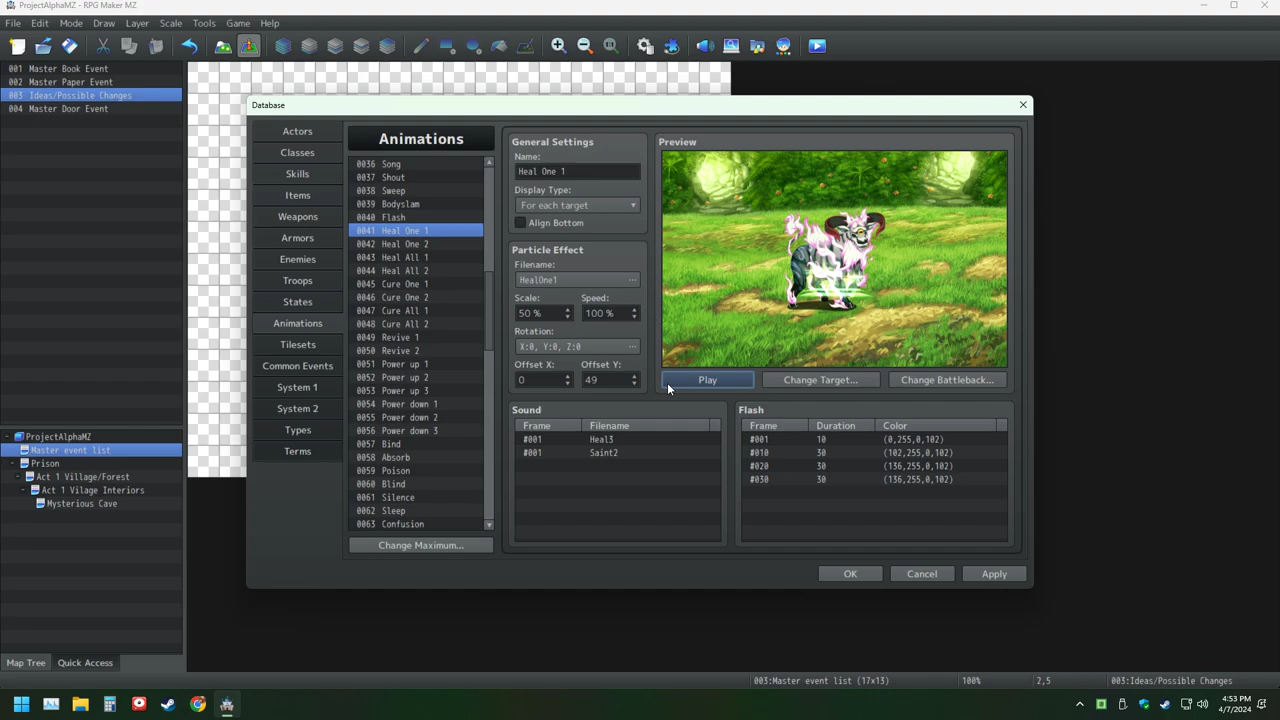 ProjectAlphaMZ - RPG Maker MZ
File Edit Mode Draw Layer Scale Tools Game Help
001 Master Book Event
002 Master Paper Event
003 Ideas/Possible Changes
004 Master Door Event
Database
Actors
Classes
Skills
Items
Weapons
Armors
Enemies
Troops
States
Animations
Tilesets
Common Events
System 1
System 2
Types
Terms
Animations
0036 Song
0037 Shout
0038 Sweep
0039 Bodyslam
0040 Flash
0041 Heal One 1
0042 Heal One 2
0043 Heal All 1
0044 Heal All 2
0045 Cure One 1
0046 Cure One 2
0047 Cure All 1
0048 Cure All 2
0049 Revive 1
0050 Revive 2
0051 Power up 1
0052 Power up 2
0053 Power up 3
0054 Power down 1
0055 Power down 2
0056 Power down 3
0057 Bind
0058 Absorb
0059 Poison
0060 Blind
0061 Silence
0062 Sleep
0063 Confusion
Change Maximum...
General Settings
Name:
Heal One 1
Display Type:
For each target
Align Bottom
Particle Effect
Filename:
HealOne1 ...
Scale: Speed:
50 % 100 %
Rotation:
X:0, Y:0, Z:0 ...
Offset X: Offset Y:
0 49
Preview
Play Change Target... Change Battleback...
Sound
Frame Filename
#001 Heal3
#001 Saint2
Flash
Frame Duration Color
#001 10 (0,255,0,102)
#010 30 (102,255,0,102)
#020 30 (136,255,0,102)
#030 30 (136,255,0,102)
OK Cancel Apply
ProjectAlphaMZ
Master event list
Prison
Act 1 Village/Forest
Act 1 Vilage Interiors
Mysterious Cave
Map Tree Quick Access
003:Master event list (17x13) 100% 2,5 003:Ideas/Possible Changes
4:53 PM
4/7/2024